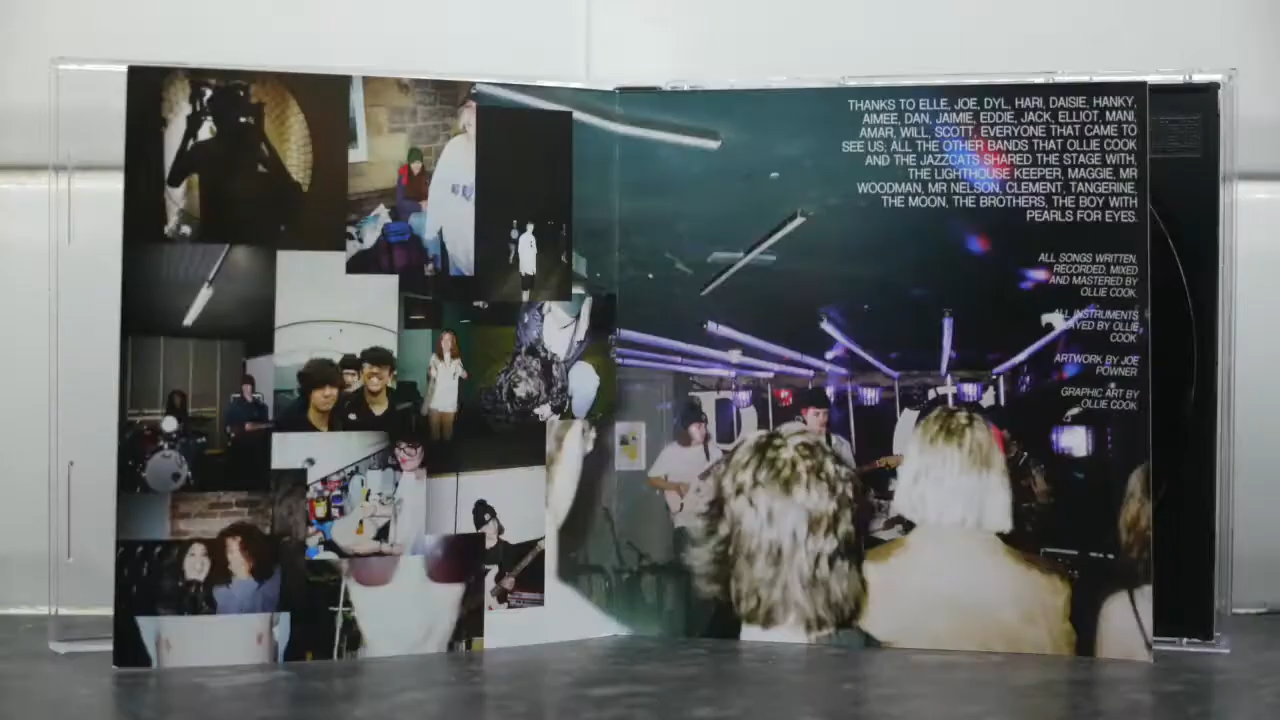 THANKS TO ELLE, JOE, DYL, HARI, DAISIE, HANKY,
AIMEE, DAN, JAIMIE, EDDIE, JACK, ELLIOT, MANI,
AMAR, WILL, SCOTT, EVERYONE THAT CAME TO
SEE US, ALL THE OTHER BANDS THAT OLLIE COOK
AND THE JAZZCATS SHARED THE STAGE WITH,
THE LIGHTHOUSE KEEPER, MAGGIE, MR
WOODMAN, MR NELSON, CLEMENT, TANGERINE,
THE MOON, THE BROTHERS, THE BOY WITH
PEARLS FOR EYES.
ALL SONGS WRITTEN,
RECORDED, MIXED
AND MASTERED BY
OLLIE COOK.
ALL INSTRUMENTS
AYED BY OLLIE
COOK
ARTWORK BY JOE
POWNER
GRAPHIC ART BY
OLLIE COOK